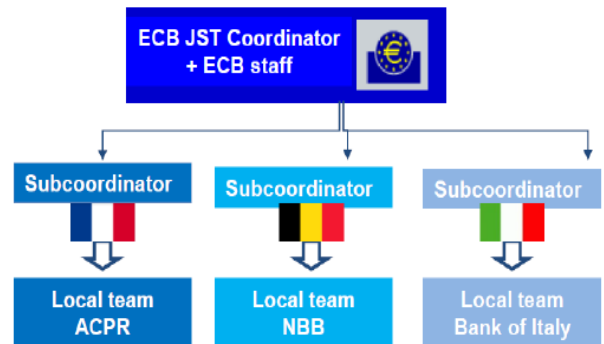 ECB JST Coordinator
+ ECB staff
Subcoordinator
Subcoordinator
Subcoordinator
Local team
ACPR
Local team
NBB
Local team
Bank of Italy